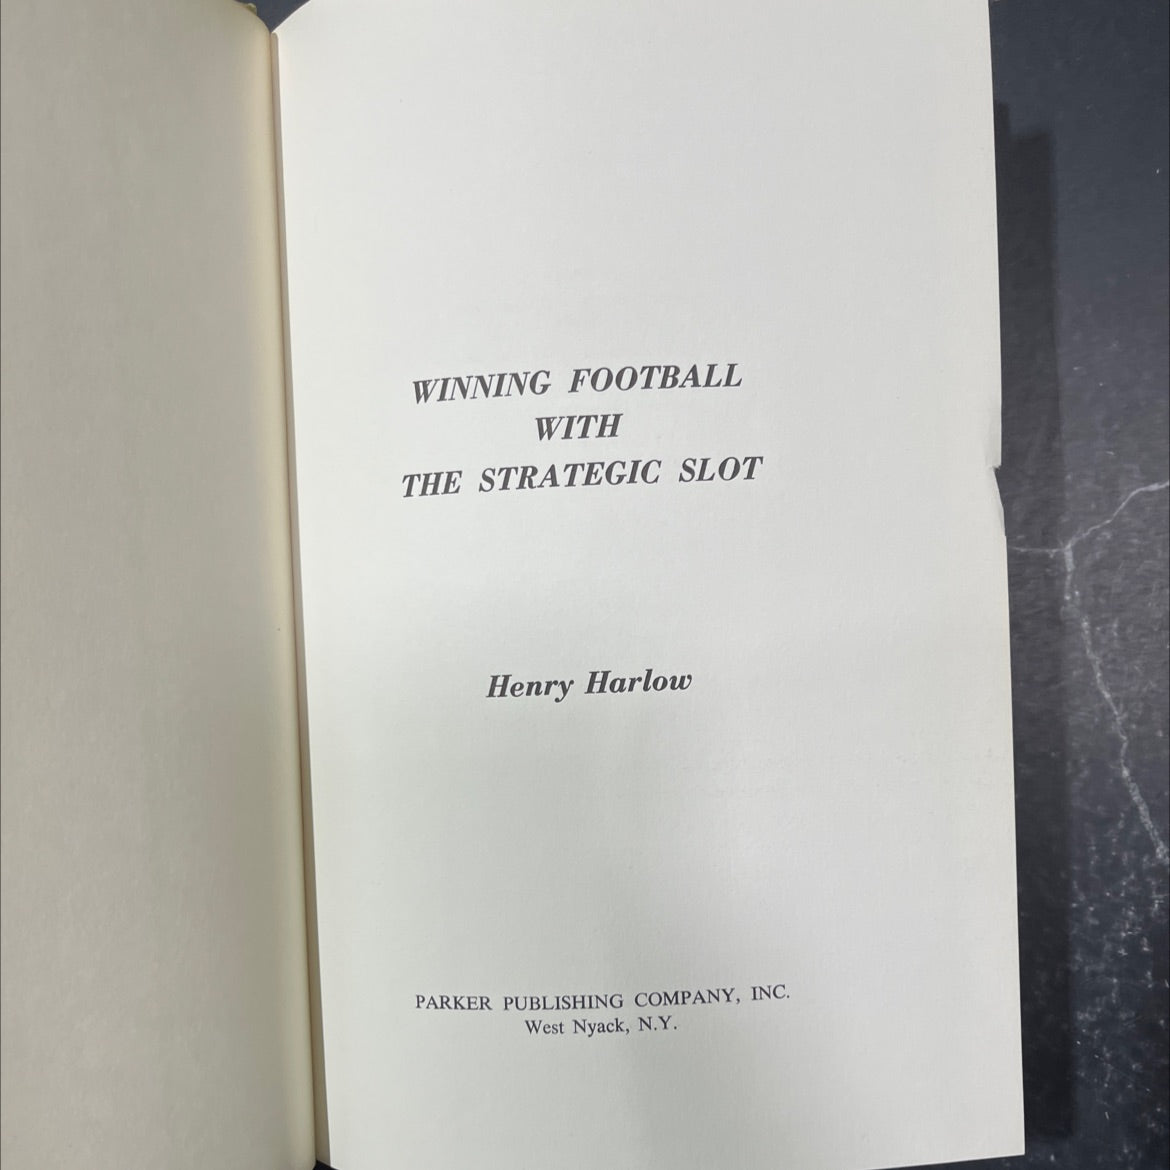 WINNING FOOTBALL
WITH
THE STRATEGIC SLOT
Henry Harlow
PARKER PUBLISHING COMPANY, INC.
West Nyack, N.Y.